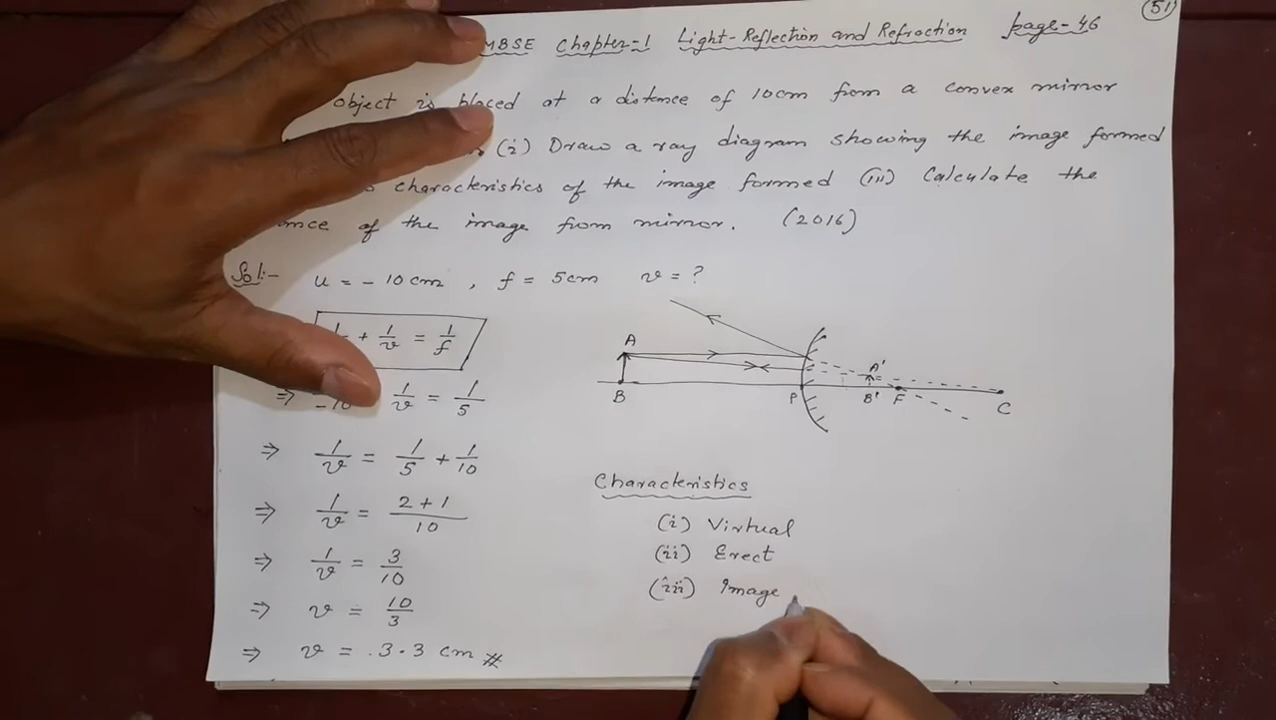 MBSE Chapter-1 Light-Reflection and Refraction page-46
51
object is placed at a distance of 10cm from a convex mirror
(i) Draw a ray diagram showing the image formed
characteristics of the image formed (iii) Calculate the
of the image from mirror. (2016)
Sol:-
u = - 10 cm , f = 5cm v = ?
+ 1/v = 1/f
⇒ 1/v = 1/5
⇒ 1/v = 1/5 + 1/10
⇒ 1/v = 2+1/10
⇒ 1/v = 3/10
⇒ v = 10/3
⇒ v = .3.3 cm #
A
B
P
A'
B'
F
C
Characteristics
(i) Virtual
(ii) Erect
(iii) Image